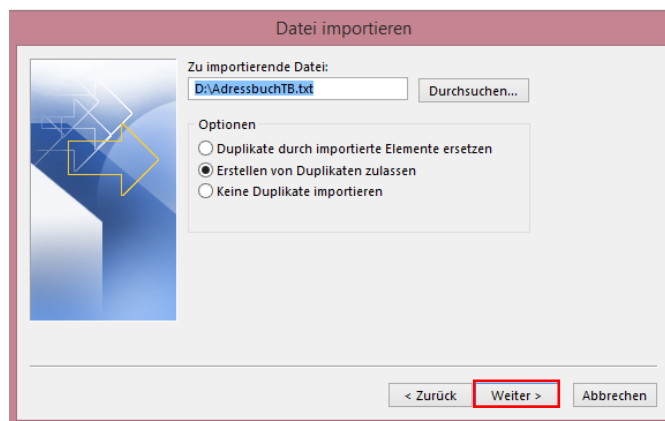 Datei importieren
Zu importierende Datei:
D:\AdressbuchTB.txt
Durchsuchen...
Optionen
Duplikate durch importierte Elemente ersetzen
Erstellen von Duplikaten zulassen
Keine Duplikate importieren
< Zurück
Weiter >
Abbrechen